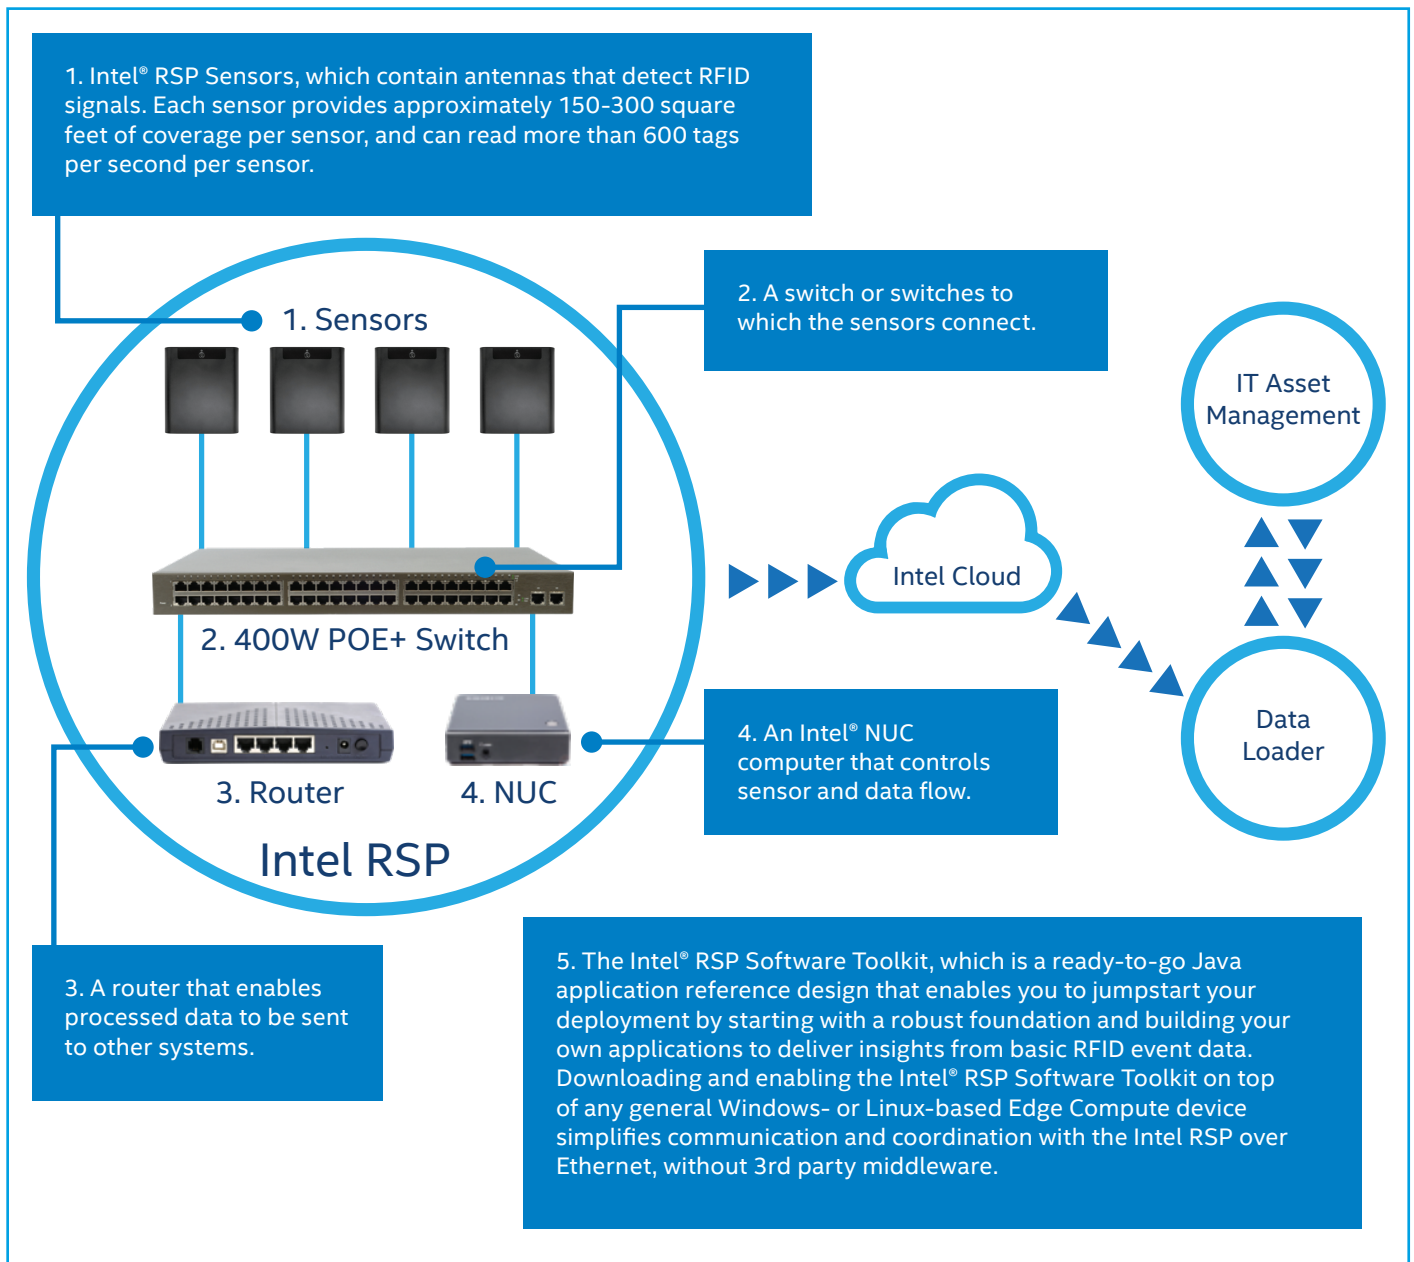 1. Intel® RSP Sensors, which contain antennas that detect RFID
signals. Each sensor provides approximately 150-300 square
feet of coverage per sensor, and can read more than 600 tags
per second per sensor.
2. A switch or switches to
which the sensors connect.
1. Sensors
IT Asset
Management
Intel Cloud
2. 400W POE+ Switch
4. An Intel® NUC
computer that controls
sensor and data flow.
Data
Loader
3. Router
4. NUC
Intel RSP
3. A router that enables
processed data to be sent
to other systems.
5. The Intel® RSP Software Toolkit, which is a ready-to-go Java
application reference design that enables you to jumpstart your
deployment by starting with a robust foundation and building your
own applications to deliver insights from basic RFID event data.
Downloading and enabling the Intel® RSP Software Toolkit on top
of any general Windows- or Linux-based Edge Compute device
simplifies communication and coordination with the Intel RSP over
Ethernet, without 3rd party middleware.